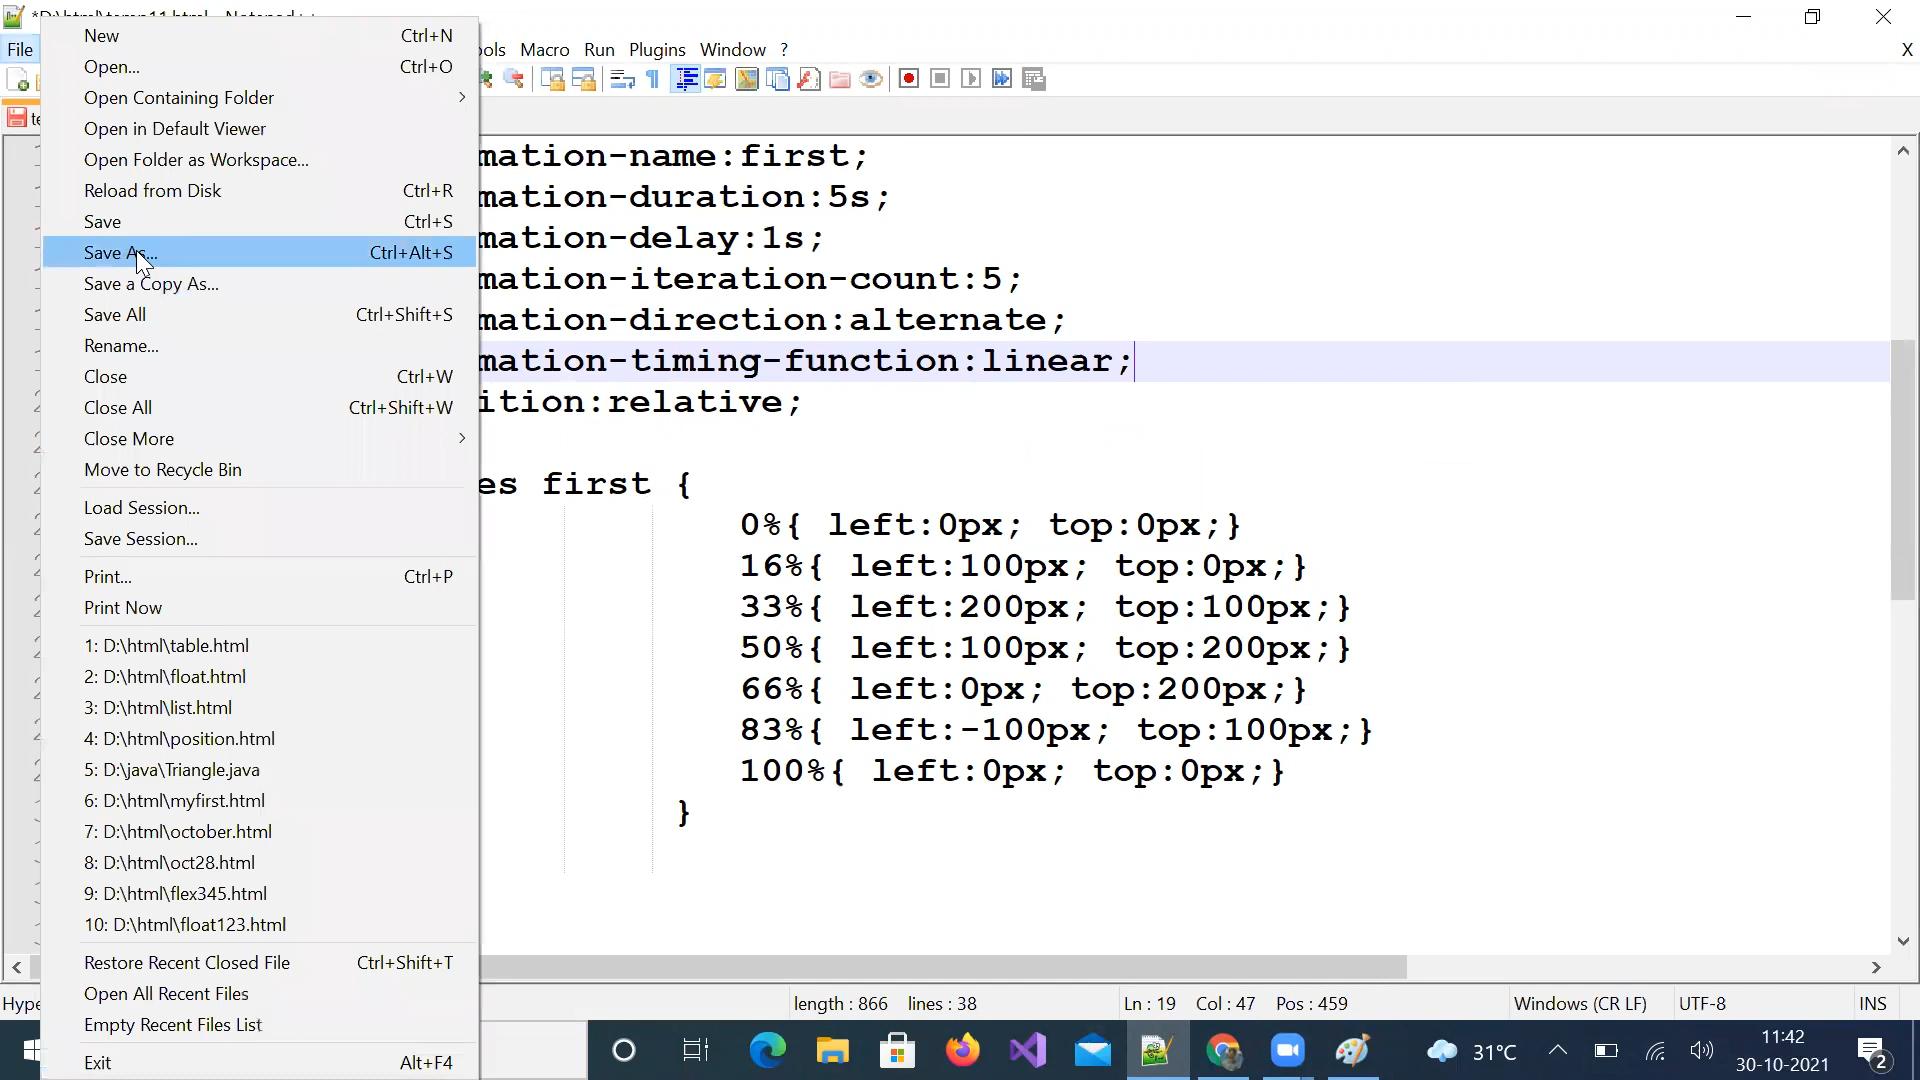 File
Macro Run Plugins Window ?
X
New Ctrl+N
Open... Ctrl+O
Open Containing Folder
Open in Default Viewer
Open Folder as Workspace...
Reload from Disk Ctrl+R
Save Ctrl+S
Save As... Ctrl+Alt+S
Save a Copy As...
Save All Ctrl+Shift+S
Rename...
Close Ctrl+W
Close All Ctrl+Shift+W
Close More
Move to Recycle Bin
Load Session...
Save Session...
Print... Ctrl+P
Print Now
1: D:\html\table.html
2: D:\html\float.html
3: D:\html\list.html
4: D:\html\position.html
5: D:\java\Triangle.java
6: D:\html\myfirst.html
7: D:\html\october.html
8: D:\html\oct28.html
9: D:\html\flex345.html
10: D:\html\float123.html
Restore Recent Closed File Ctrl+Shift+T
Open All Recent Files
Empty Recent Files List
Exit Alt+F4
mation-name:first;
mation-duration:5s;
mation-delay:1s;
mation-iteration-count:5;
mation-direction:alternate;
mation-timing-function:linear;
ition:relative;
es first {
0%{ left:0px; top:0px;}
16%{ left:100px; top:0px;}
33%{ left:200px; top:100px;}
50%{ left:100px; top:200px;}
66%{ left:0px; top:200px;}
83%{ left:-100px; top:100px;}
100%{ left:0px; top:0px;}
}
Hype
length : 866 lines : 38
Ln : 19 Col : 47 Pos : 459
Windows (CR LF)
UTF-8
INS
31°C
11:42
30-10-2021
2